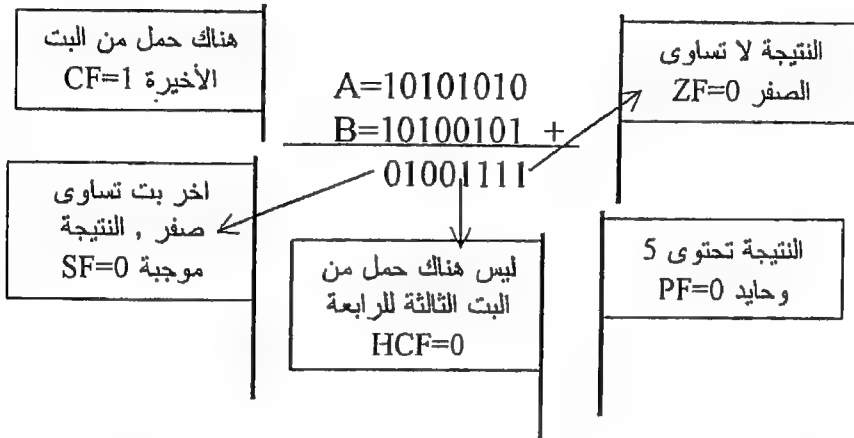 هناك حمل من البت
الأخيرة CF=1
A=10101010
B=10100101 +
01001111
النتيجة لا تساوى
الصفر ZF=0
اخر بت تساوى
صفر , النتيجة
موجبة SF=0
ليس هناك حمل من
البت الثالثة للرابعة
HCF=0
النتيجة تحتوى 5
وحايد PF=0